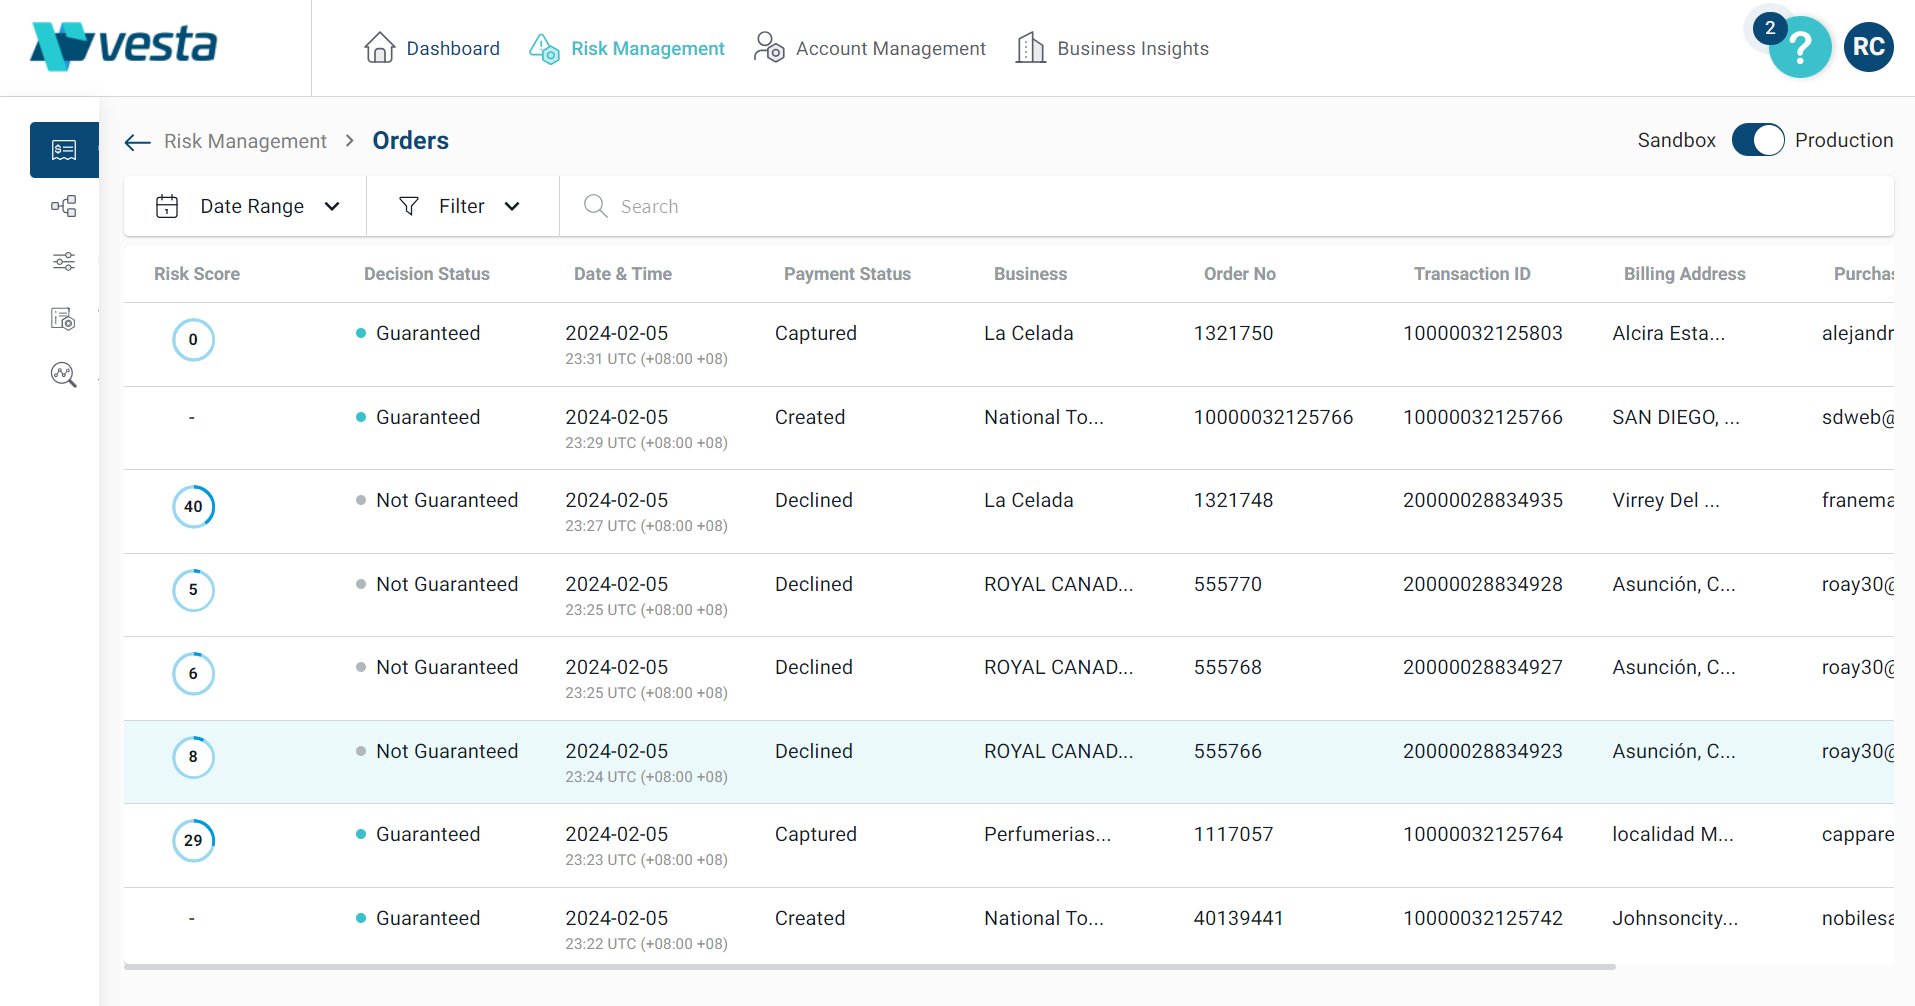 vesta
Dashboard
Risk Management
Account Management
Business Insights
2
?
RC
Risk Management > Orders
Sandbox
Production
1
Date Range
Filter
Search
Risk Score Decision Status Date & Time Payment Status Business Order No Transaction ID Billing Address Purchas
0 Guaranteed 2024-02-05 Captured La Celada 1321750 10000032125803 Alcira Esta... alejandr
23:31 UTC (+08:00 +08)
- Guaranteed 2024-02-05 Created National To... 10000032125766 10000032125766 SAN DIEGO, ... sdweb@
23:29 UTC (+08:00 +08)
40 Not Guaranteed 2024-02-05 Declined La Celada 1321748 20000028834935 Virrey Del ... franema
23:27 UTC (+08:00 +08)
5 Not Guaranteed 2024-02-05 Declined ROYAL CANAD... 555770 20000028834928 Asunción, C... roay30@
23:25 UTC (+08:00 +08)
6 Not Guaranteed 2024-02-05 Declined ROYAL CANAD... 555768 20000028834927 Asunción, C... roay30@
23:25 UTC (+08:00 +08)
8 Not Guaranteed 2024-02-05 Declined ROYAL CANAD... 555766 20000028834923 Asunción, C... roay30@
23:24 UTC (+08:00 +08)
29 Guaranteed 2024-02-05 Captured Perfumerias... 1117057 10000032125764 localidad M... cappare
23:23 UTC (+08:00 +08)
- Guaranteed 2024-02-05 Created National To... 40139441 10000032125742 Johnsoncity... nobilesa
23:22 UTC (+08:00 +08)